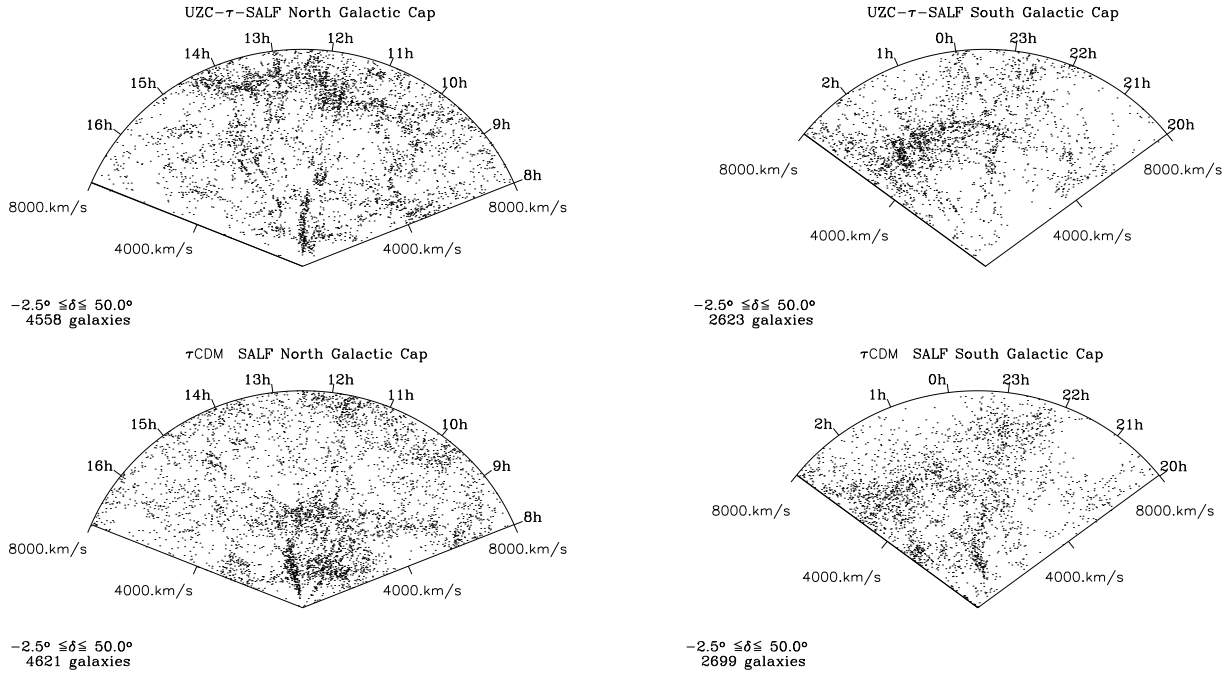 UZC-τ-SALF North Galactic Cap
13h
12h
14h
11h
15h
10h
16h
9h
8h
8000.km/s
8000.km/s
4000.km/s
4000.km/s
-2.5° ≦δ≦ 50.0°
4558 galaxies
UZC-τ-SALF South Galactic Cap
0h
23h
1h
22h
2h
21h
20h
8000.km/s
8000.km/s
4000.km/s
4000.km/s
-2.5° ≦δ≦ 50.0°
2623 galaxies
τCDM SALF North Galactic Cap
13h
12h
14h
11h
15h
10h
16h
9h
8h
8000.km/s
8000.km/s
4000.km/s
4000.km/s
-2.5° ≦δ≦ 50.0°
4621 galaxies
τCDM SALF South Galactic Cap
0h
23h
1h
22h
2h
21h
20h
8000.km/s
8000.km/s
4000.km/s
4000.km/s
-2.5° ≦δ≦ 50.0°
2699 galaxies